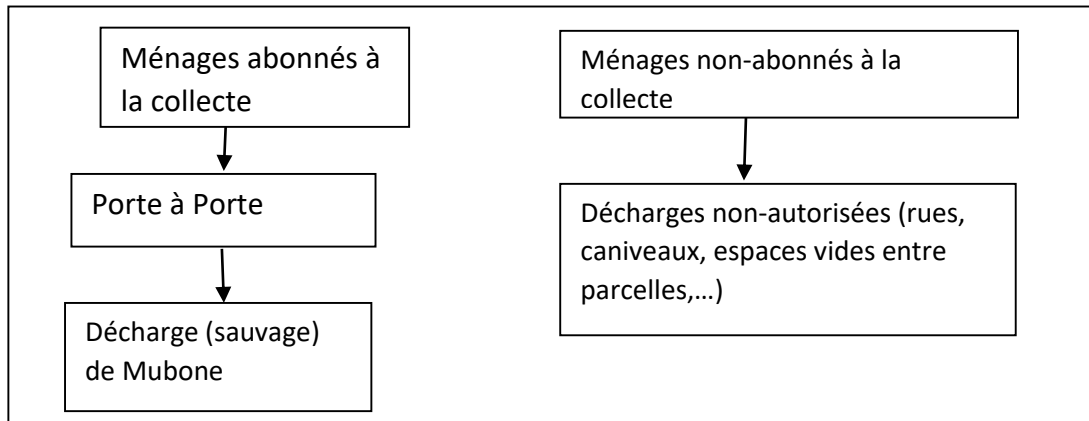 Ménages abonnés à
la collecte
Porte à Porte
Décharge (sauvage)
de Mubone
Ménages non-abonnés à la
collecte
Décharges non-autorisées (rues,
caniveaux, espaces vides entre
parcelles,...)